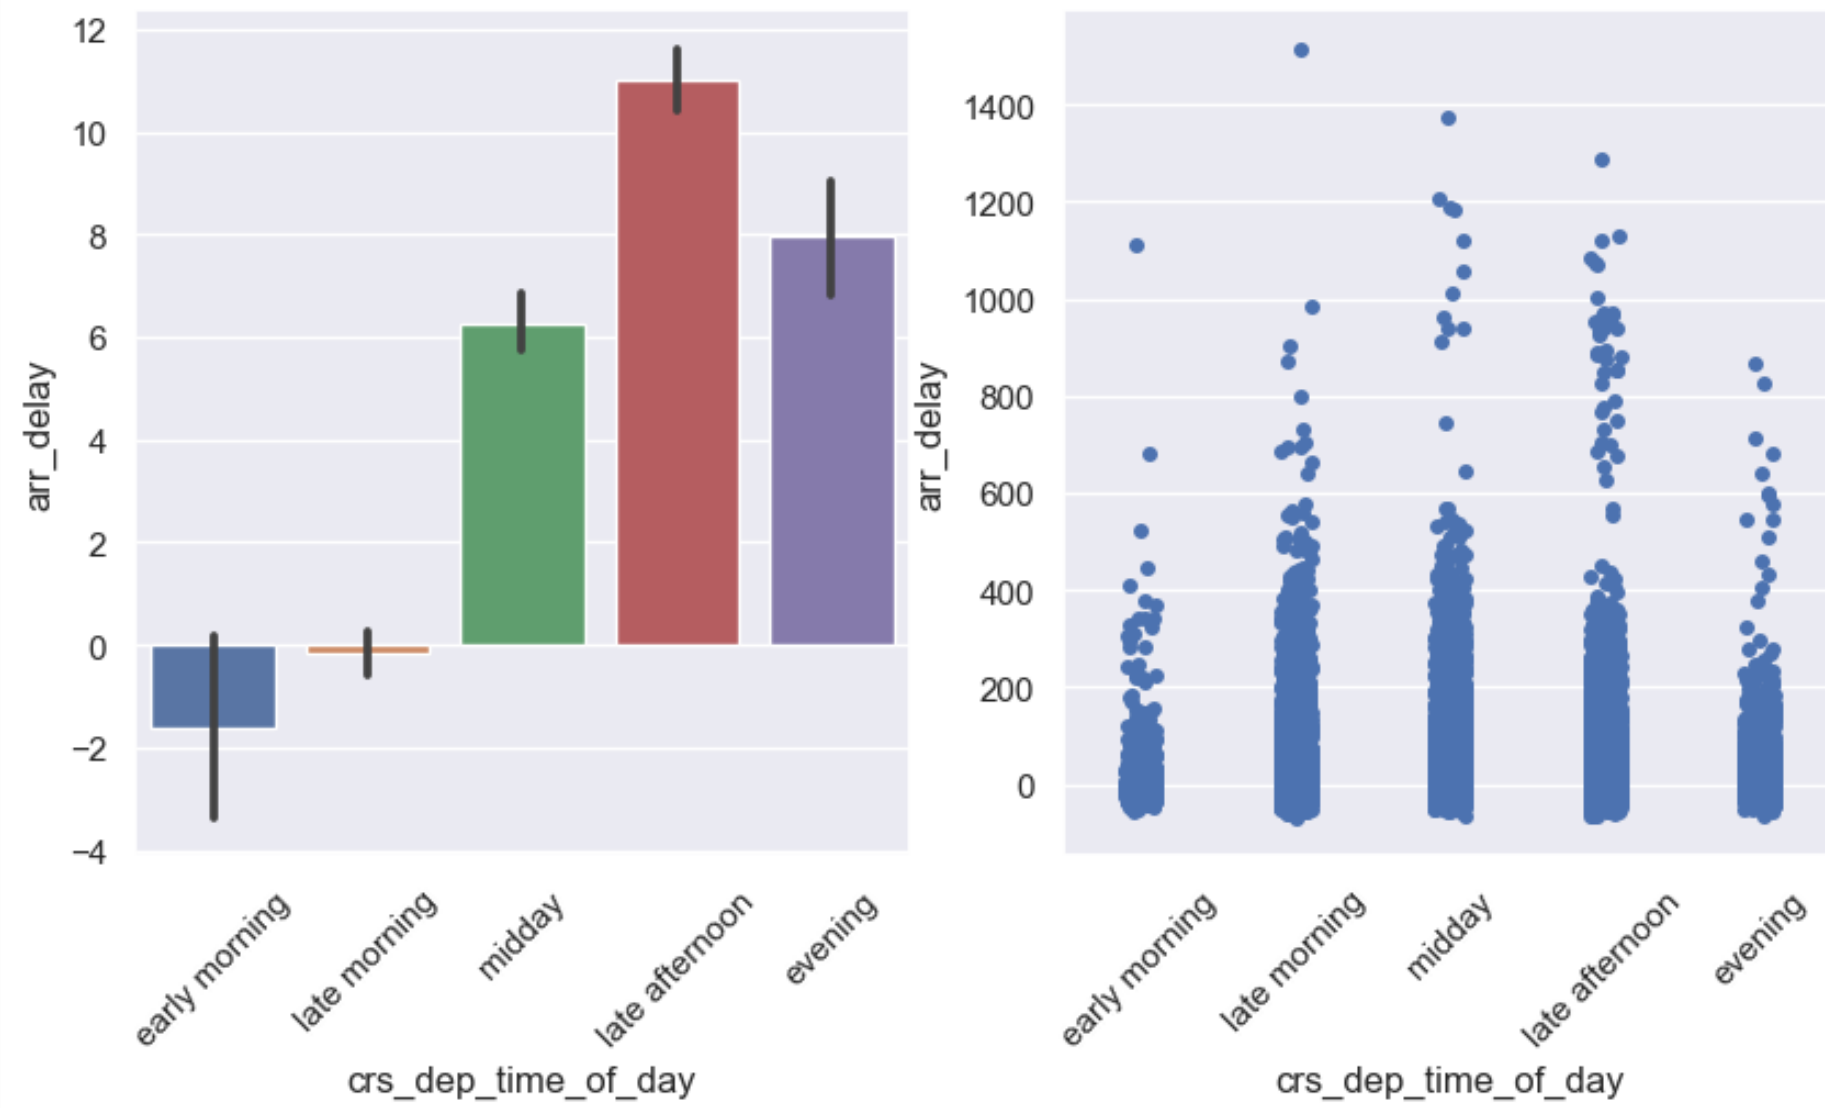 12
10
8
6
4
2
0
−2
−4
arr_delay
early morning
late morning
midday
late afternoon
evening
crs_dep_time_of_day
1400
1200
1000
800
600
400
200
0
arr_delay
early morning
late morning
midday
late afternoon
evening
crs_dep_time_of_day